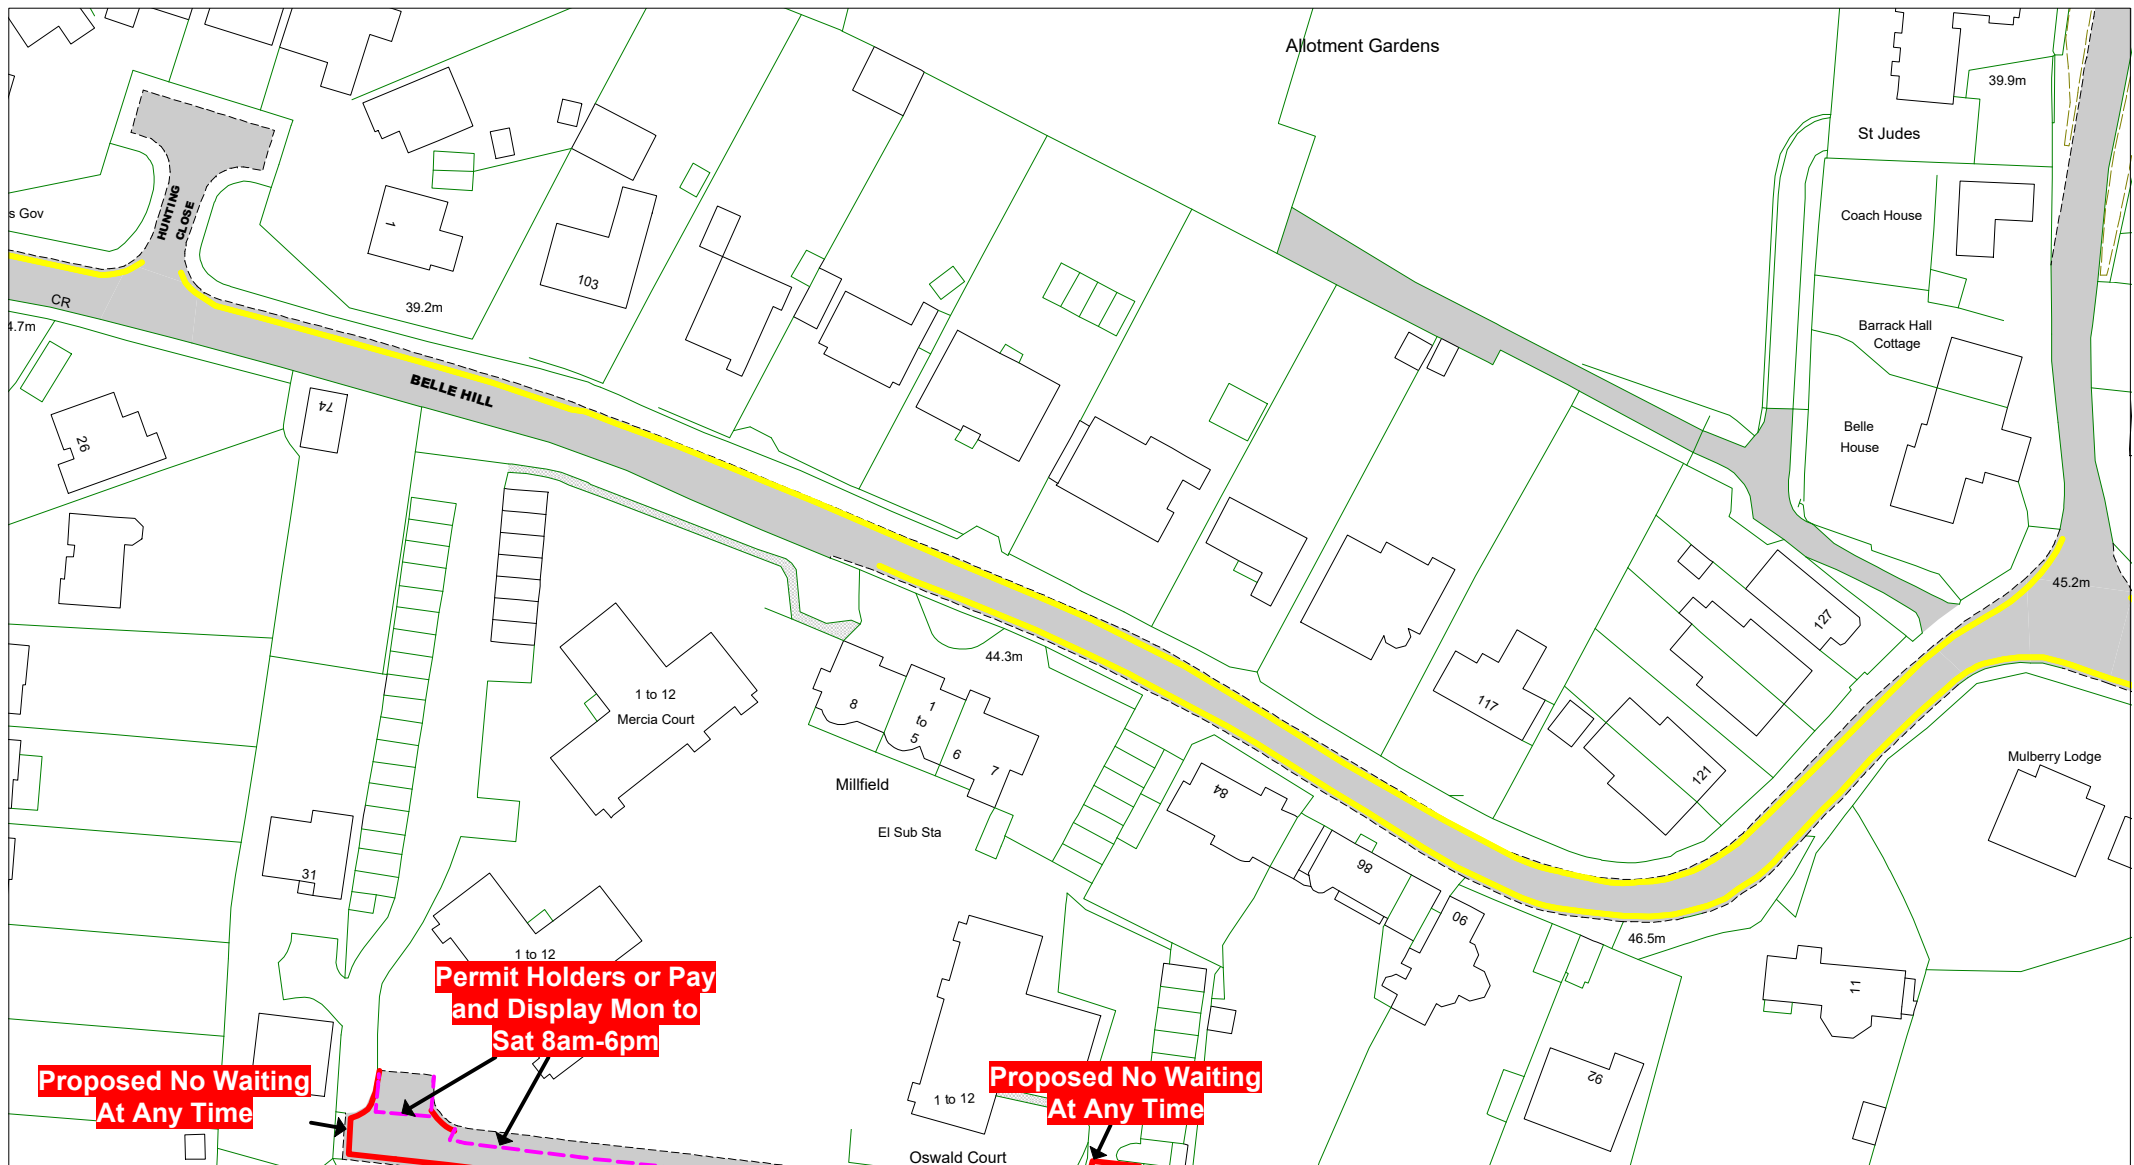 Allotment Gardens
39.9m
St Judes
Coach House
s Gov
HUNTING
CLOSE
1
103
CR
4.7m
39.2m
Barrack Hall
Cottage
BELLE HILL
74
26
Belle
House
45.2m
127
44.3m
1 to 12
Mercia Court
8
1
to
5
6
7
117
121
Mulberry Lodge
Millfield
84
El Sub Sta
86
31
90
46.5m
1 to 12
11
Permit Holders or Pay
and Display Mon to
Sat 8am-6pm
Proposed No Waiting
At Any Time
Proposed No Waiting
At Any Time
92
1 to 12
Oswald Court